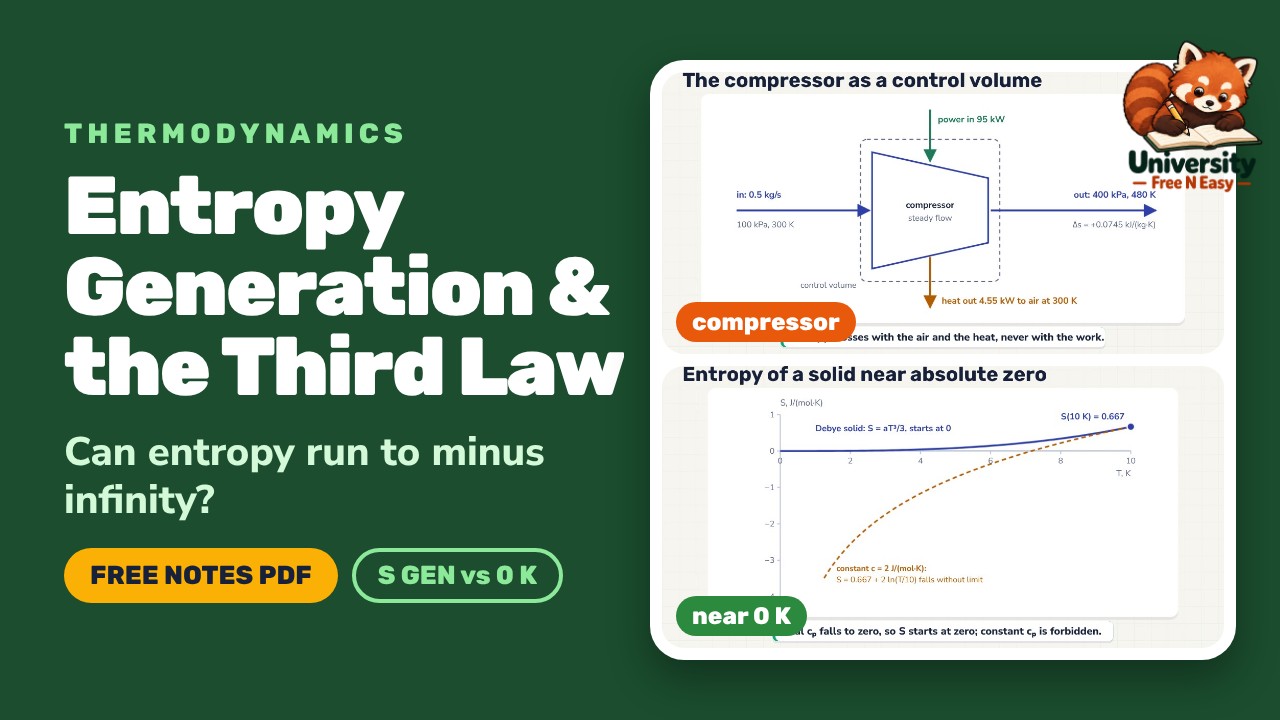 THERMODYNAMICS
Entropy
Generation &
the Third Law
Can entropy run to minus
infinity?
FREE NOTES PDF
S GEN vs 0 K
The compressor as a control volume
power in 95 kW
in: 0.5 kg/s
100 kPa, 300 K
compressor
steady flow
out: 400 kPa, 480 K
Δs = +0.0745 kJ/(kg·K)
control volume
heat out 4.55 kW to air at 300 K
compressor
with the air and the heat, never with the work.
University
Free N Easy
Entropy of a solid near absolute zero
S, J/(mol·K)
S(10 K) = 0.667
Debye solid: S = aT³/3, starts at 0
1
0
−1
−2
−3
0 2 4 6 8 10
T, K
constant c = 2 J/(mol·K):
S = 0.667 + 2 ln(T/10) falls without limit
near 0 K
cₚ falls to zero, so S starts at zero; constant cₚ is forbidden.